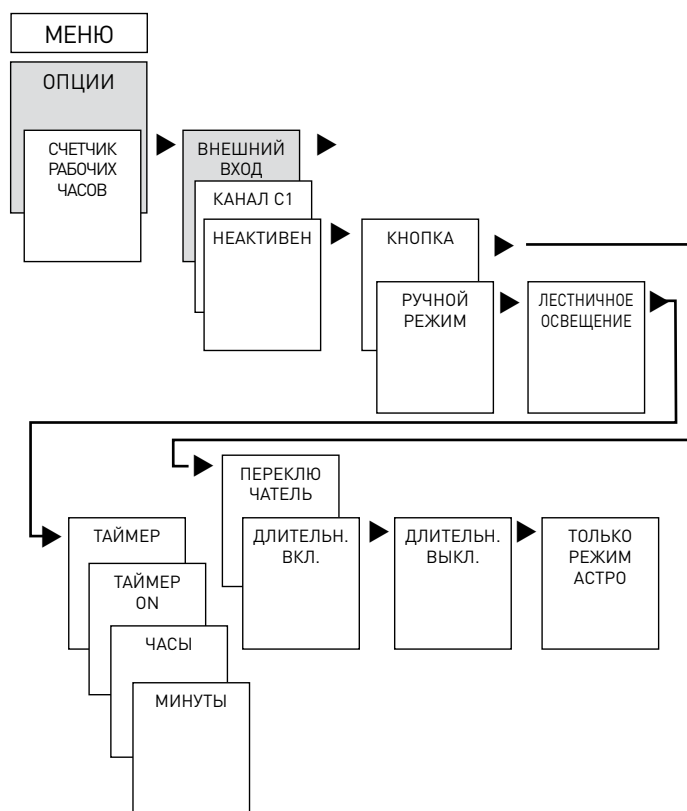 МЕНЮ
ОПЦИИ
СЧЕТЧИК
РАБОЧИХ
ЧАСОВ
ВНЕШНИЙ
ВХОД
КАНАЛ C1
НЕАКТИВЕН
КНОПКА
РУЧНОЙ
РЕЖИМ
ЛЕСТНИЧНОЕ
ОСВЕЩЕНИЕ
ПЕРЕКЛЮ
ЧАТЕЛЬ
ДЛИТЕЛЬН.
ВКЛ.
ДЛИТЕЛЬН.
ВЫКЛ.
ТОЛЬКО
РЕЖИМ
АСТРО
ТАЙМЕР
ТАЙМЕР
ON
ЧАСЫ
МИНУТЫ